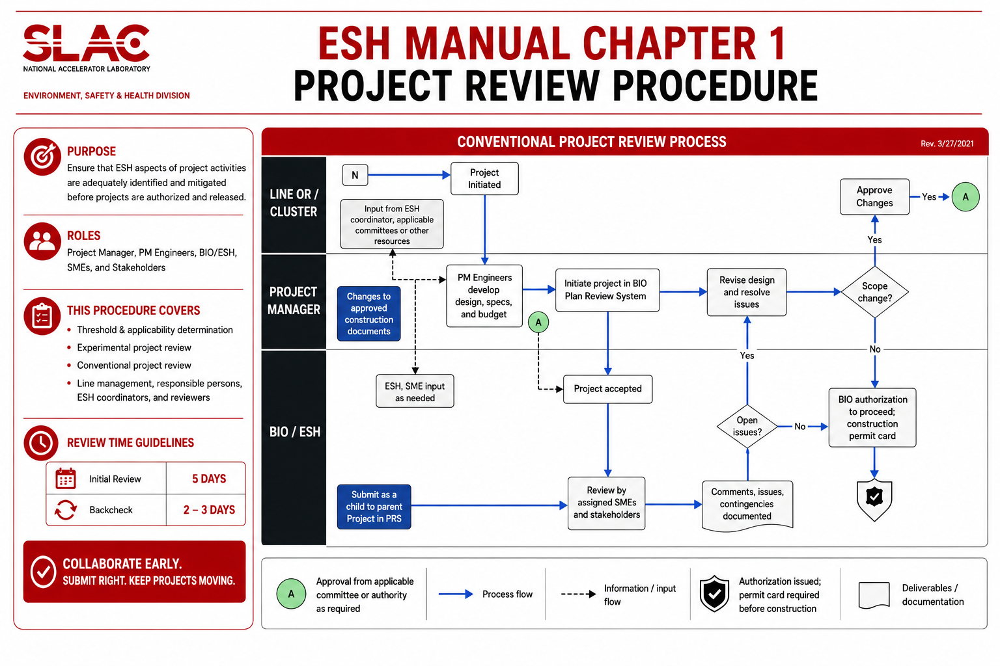 SLAC
NATIONAL ACCELERATOR LABORATORY
ENVIRONMENT, SAFETY & HEALTH DIVISION
ESH MANUAL CHAPTER 1
PROJECT REVIEW PROCEDURE
PURPOSE
Ensure that ESH aspects of project activities
are adequately identified and mitigated
before projects are authorized and released.
ROLES
Project Manager, PM Engineers, BIO/ESH,
SMEs, and Stakeholders
THIS PROCEDURE COVERS
• Threshold & applicability determination
• Experimental project review
• Conventional project review
• Line management, responsible persons,
ESH coordinators, and reviewers
REVIEW TIME GUIDELINES
Initial Review 5 DAYS
Backcheck 2 – 3 DAYS
COLLABORATE EARLY.
SUBMIT RIGHT. KEEP PROJECTS MOVING.
CONVENTIONAL PROJECT REVIEW PROCESS
Rev. 3/27/2021
LINE OR /
CLUSTER
N
Project
Initiated
Input from ESH
coordinator, applicable
committees or other
resources
Approve
Changes
Yes
A
Yes
PROJECT
MANAGER
Changes to
approved
construction
documents
PM Engineers
develop
design, specs,
and budget
A
Initiate project in BIO
Plan Review System
Revise design
and resolve
issues
Scope
change?
Yes
No
BIO / ESH
ESH, SME input
as needed
Project accepted
Open
issues?
No
BIO authorization
to proceed;
construction
permit card
Submit as a
child to parent
Project in PRS
Review by
assigned SMEs
and stakeholders
Comments, issues,
contingencies
documented
A
Approval from applicable
committee or authority
as required
Process flow
Information / input
flow
Authorization issued;
permit card required
before construction
Deliverables /
documentation